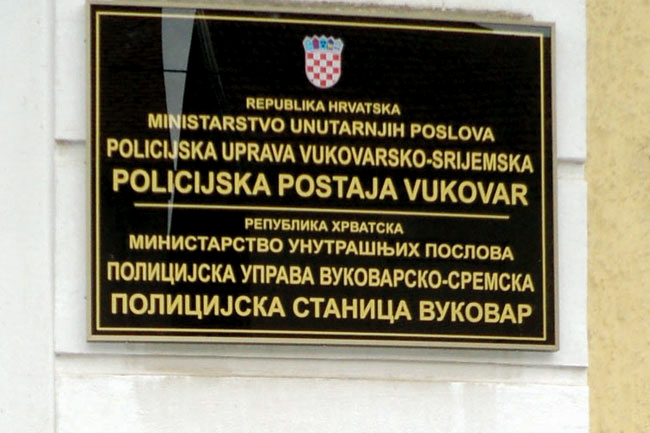 REPUBLIKA HRVATSKA
MINISTARSTVO UNUTARNJIH POSLOVA
POLICIJSKA UPRAVA VUKOVARSKO-SRIJEMSKA
POLICIJSKA POSTAJA VUKOVAR
РЕПУБЛИКА ХРВАТСКА
МИНИСТАРСТВО УНУТРАШЊИХ ПОСЛОВА
ПОЛИЦИЈСКА УПРАВА ВУКОВАРСКО-СРЕМСКА
ПОЛИЦИЈСКА СТАНИЦА ВУКОВАР